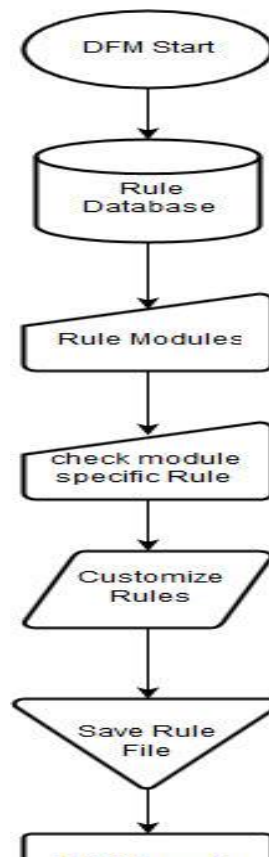 DFM Start
Rule
Database
Rule Modules
check module
specific Rule
Customize
Rules
Save Rule
File